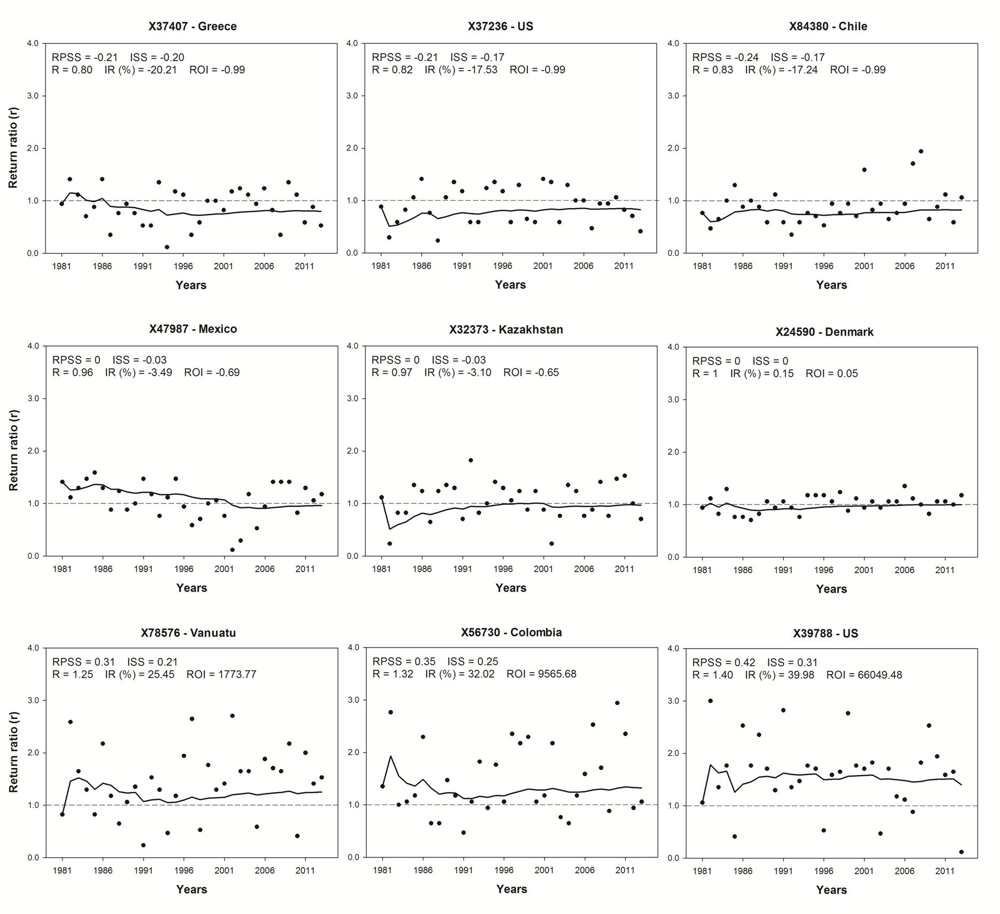 X37407 - Greece
RPSS = -0.21 ISS = -0.20
R = 0.80 IR (%) = -20.21 ROI = -0.99
Return ratio (r)
4.0
3.0
2.0
1.0
0.0
1981 1986 1991 1996 2001 2006 2011
Years
X37236 - US
RPSS = -0.21 ISS = -0.17
R = 0.82 IR (%) = -17.53 ROI = -0.99
4.0
3.0
2.0
1.0
0.0
1981 1986 1991 1996 2001 2006 2011
Years
X84380 - Chile
RPSS = -0.24 ISS = -0.17
R = 0.83 IR (%) = -17.24 ROI = -0.99
4.0
3.0
2.0
1.0
0.0
1981 1986 1991 1996 2001 2006 2011
Years
X47987 - Mexico
RPSS = 0 ISS = -0.03
R = 0.96 IR (%) = -3.49 ROI = -0.69
Return ratio (r)
4.0
3.0
2.0
1.0
0.0
1981 1986 1991 1996 2001 2006 2011
Years
X32373 - Kazakhstan
RPSS = 0 ISS = -0.03
R = 0.97 IR (%) = -3.10 ROI = -0.65
4.0
3.0
2.0
1.0
0.0
1981 1986 1991 1996 2001 2006 2011
Years
X24590 - Denmark
RPSS = 0 ISS = 0
R = 1 IR (%) = 0.15 ROI = 0.05
4.0
3.0
2.0
1.0
0.0
1981 1986 1991 1996 2001 2006 2011
Years
X78576 - Vanuatu
RPSS = 0.31 ISS = 0.21
R = 1.25 IR (%) = 25.45 ROI = 1773.77
Return ratio (r)
4.0
3.0
2.0
1.0
0.0
1981 1986 1991 1996 2001 2006 2011
Years
X56730 - Colombia
RPSS = 0.35 ISS = 0.25
R = 1.32 IR (%) = 32.02 ROI = 9565.68
4.0
3.0
2.0
1.0
0.0
1981 1986 1991 1996 2001 2006 2011
Years
X39788 - US
RPSS = 0.42 ISS = 0.31
R = 1.40 IR (%) = 39.98 ROI = 66049.48
4.0
3.0
2.0
1.0
0.0
1981 1986 1991 1996 2001 2006 2011
Years